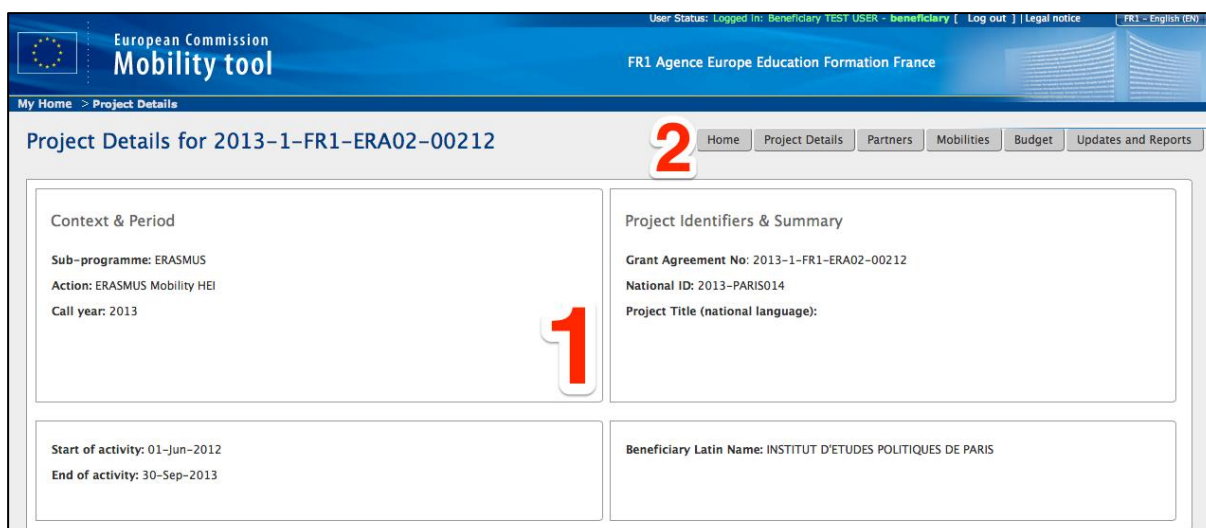 User Status: Logged In: Beneficiary TEST USER - beneficiary [ Log out ] | Legal notice FR1 - English (EN)
European Commission
Mobility tool
FR1 Agence Europe Education Formation France
My Home > Project Details
Project Details for 2013-1-FR1-ERA02-00212
2
Home Project Details Partners Mobilities Budget Updates and Reports
Context & Period
Sub-programme: ERASMUS
Action: ERASMUS Mobility HEI
Call year: 2013
1
Project Identifiers & Summary
Grant Agreement No: 2013-1-FR1-ERA02-00212
National ID: 2013-PARIS014
Project Title (national language):
Start of activity: 01-Jun-2012
End of activity: 30-Sep-2013
Beneficiary Latin Name: INSTITUT D'ETUDES POLITIQUES DE PARIS